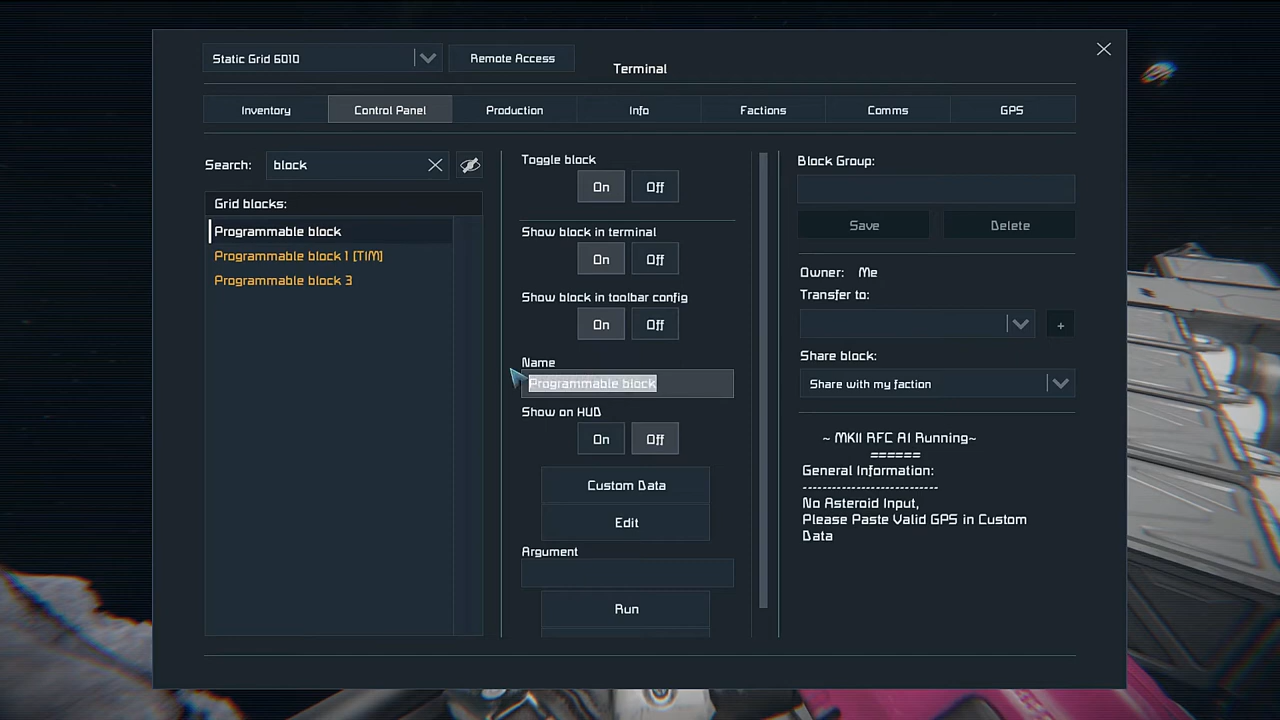 Static Grid 6010
Remote Access
Terminal
Inventory
Control Panel
Production
Info
Factions
Comms
GPS
Search:
block
Grid blocks:
Programmable block
Programmable block 1 [TIM]
Programmable block 3
Toggle block
On
Off
Show block in terminal
On
Off
Show block in toolbar config
On
Off
Name
Programmable block
Show on HUD
On
Off
Custom Data
Edit
Argument
Run
Block Group:
Save
Delete
Owner: Me
Transfer to:
+
Share block:
Share with my faction
~ MKII RFC AI Running~
======
General Information:
---------------------------
No Asteroid Input,
Please Paste Valid GPS in Custom
Data